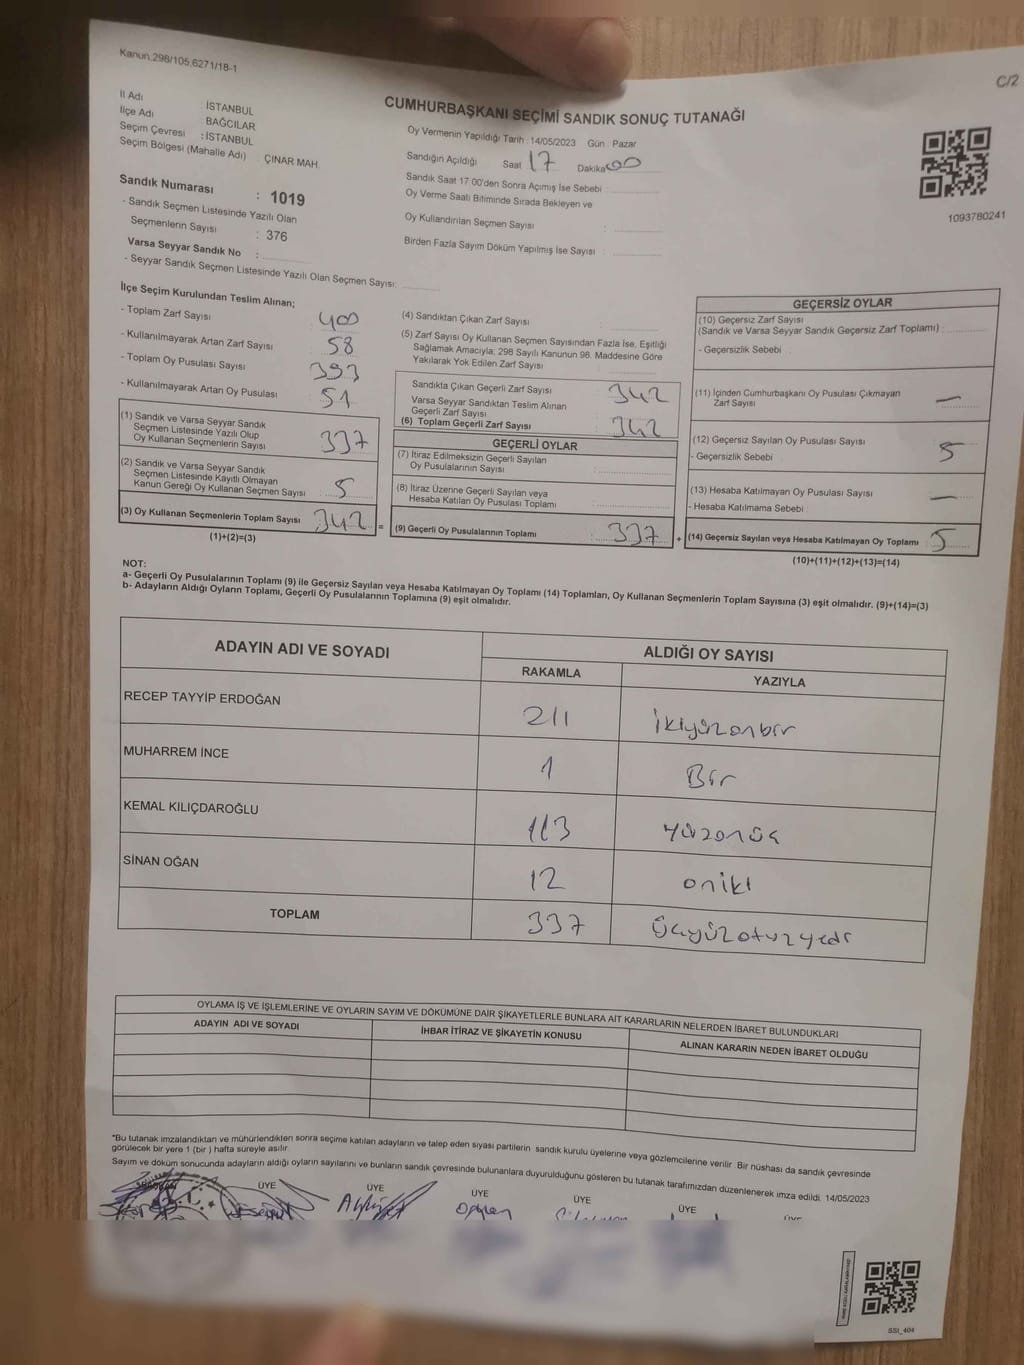 Kanun.298/105,6271/18-1
C/2
CUMHURBAŞKANI SEÇİMİ SANDIK SONUÇ TUTANAĞI
İl Adı : İSTANBUL
İlçe Adı : BAĞCILAR
Seçim Çevresi : İSTANBUL
Seçim Bölgesi (Mahalle Adı) ÇINAR MAH.
Sandık Numarası : 1019
- Sandık Seçmen Listesinde Yazılı Olan
Seçmenlerin Sayısı : 376
Varsa Seyyar Sandık No :
- Seyyar Sandık Seçmen Listesinde Yazılı Olan Seçmen Sayısı:
Oy Vermenin Yapıldığı Tarih : 14/05/2023 Gün : Pazar
Sandığın Açıldığı Saat 17 Dakika 00
Sandık Saat 17:00'den Sonra Açımış İse Sebebi :
Oy Verme Saati Bitiminde Sırada Bekleyen ve
Oy Kullandırılan Seçmen Sayısı :
Birden Fazla Sayım Döküm Yapılmış İse Sayısı :
1093780241
İlçe Seçim Kurulundan Teslim Alınan;
- Toplam Zarf Sayısı 400
- Kullanılmayarak Artan Zarf Sayısı 58
- Toplam Oy Pusulası Sayısı 393
- Kullanılmayarak Artan Oy Pusulası 51
(1) Sandık ve Varsa Seyyar Sandık
Seçmen Listesinde Yazılı Olup
Oy Kullanan Seçmenlerin Sayısı 337
(2) Sandık ve Varsa Seyyar Sandık
Seçmen Listesinde Kayıtlı Olmayan
Kanun Gereği Oy Kullanan Seçmen Sayısı 5
(3) Oy Kullanan Seçmenlerin Toplam Sayısı 342 =
(1)+(2)=(3)
(4) Sandıktan Çıkan Zarf Sayısı :
(5) Zarf Sayısı Oy Kullanan Seçmen Sayısından Fazla İse, Eşitliği
Sağlamak Amacıyla, 298 Sayılı Kanunun 98. Maddesine Göre
Yakılarak Yok Edilen Zarf Sayısı :
Sandıkta Çıkan Geçerli Zarf Sayısı 342
Varsa Seyyar Sandıktan Teslim Alınan
Geçerli Zarf Sayısı
(6) Toplam Geçerli Zarf Sayısı 342
GEÇERLİ OYLAR
(7) İtiraz Edilmeksizin Geçerli Sayılan
Oy Pusulalarının Sayısı :
(8) İtiraz Üzerine Geçerli Sayılan veya
Hesaba Katılan Oy Pusulası Toplamı :
(9) Geçerli Oy Pusulalarının Toplamı : 337 +
GEÇERSİZ OYLAR
(10) Geçersiz Zarf Sayısı
(Sandık ve Varsa Seyyar Sandık Geçersiz Zarf Toplamı) :
- Geçersizlik Sebebi :
(11) İçinden Cumhurbaşkanı Oy Pusulası Çıkmayan
Zarf Sayısı —
(12) Geçersiz Sayılan Oy Pusulası Sayısı : 5
- Geçersizlik Sebebi :
(13) Hesaba Katılmayan Oy Pusulası Sayısı : —
- Hesaba Katılmama Sebebi :
(14) Geçersiz Sayılan veya Hesaba Katılmayan Oy Toplamı : 5
(10)+(11)+(12)+(13)=(14)
NOT:
a- Geçerli Oy Pusulalarının Toplamı (9) ile Geçersiz Sayılan veya Hesaba Katılmayan Oy Toplamı (14) Toplamları, Oy Kullanan Seçmenlerin Toplam Sayısına (3) eşit olmalıdır. (9)+(14)=(3)
b- Adayların Aldığı Oyların Toplamı, Geçerli Oy Pusulalarının Toplamına (9) eşit olmalıdır.
ADAYIN ADI VE SOYADI ALDIĞI OY SAYISI
RAKAMLA YAZIYLA
RECEP TAYYİP ERDOĞAN 211 ikiyüzonbir
MUHARREM İNCE 1 Bir
KEMAL KILIÇDAROĞLU 113 yüzonüç
SİNAN OĞAN 12 oniki
TOPLAM 337 üçyüzotuzyedi
OYLAMA İŞ VE İŞLEMLERİNE VE OYLARIN SAYIM VE DÖKÜMÜNE DAİR ŞİKAYETLERLE BUNLARA AİT KARARLARIN NELERDEN İBARET BULUNDUKLARI
ADAYIN ADI VE SOYADI İHBAR İTİRAZ VE ŞİKAYETİN KONUSU ALINAN KARARIN NEDEN İBARET OLDUĞU
*Bu tutanak imzalandıktan ve mühürlendikten sonra seçime katılan adayların ve talep eden siyasi partilerin sandık kurulu üyelerine veya gözlemcilerine verilir. Bir nüshası da sandık çevresinde
görülecek bir yere 1 (bir) hafta süreyle asılır.
Sayım ve döküm sonucunda adayların aldığı oyların sayılarını ve bunların sandık çevresinde bulunanlara duyurulduğunu gösteren bu tutanak tarafımızdan düzenlenerek imza edildi. 14/05/2023
ÜYE ÜYE ÜYE ÜYE ÜYE ÜYE
SSI_404